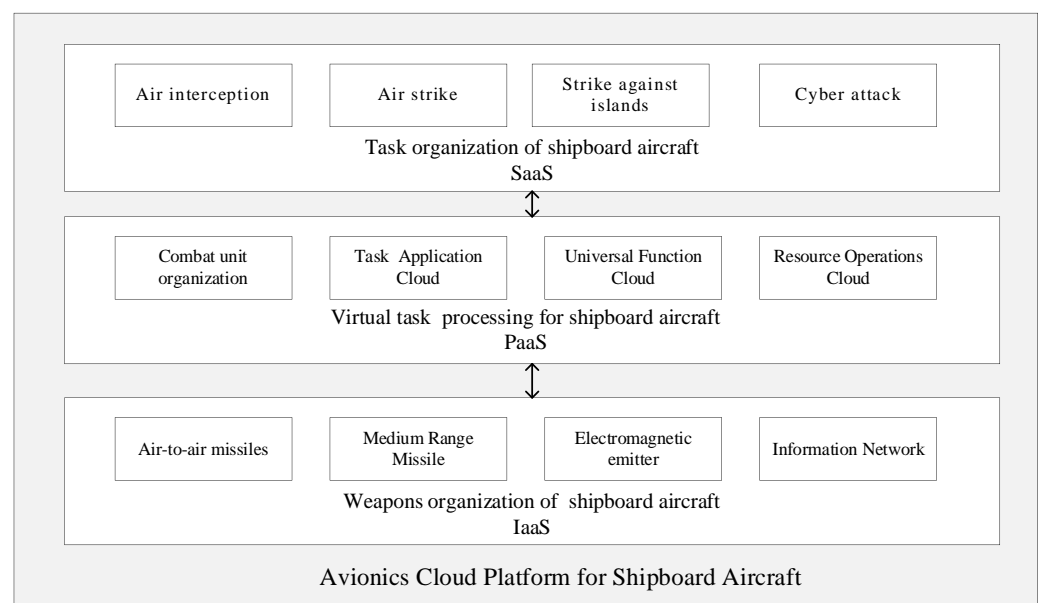 Air interception
Air strike
Strike against
islands
Cyber attack
Task organization of shipboard aircraft
SaaS
Combat unit
organization
Task Application
Cloud
Universal Function
Cloud
Resource Operations
Cloud
Virtual task processing for shipboard aircraft
PaaS
Air-to-air missiles
Medium Range
Missile
Electromagnetic
emitter
Information Network
Weapons organization of shipboard aircraft
IaaS
Avionics Cloud Platform for Shipboard Aircraft